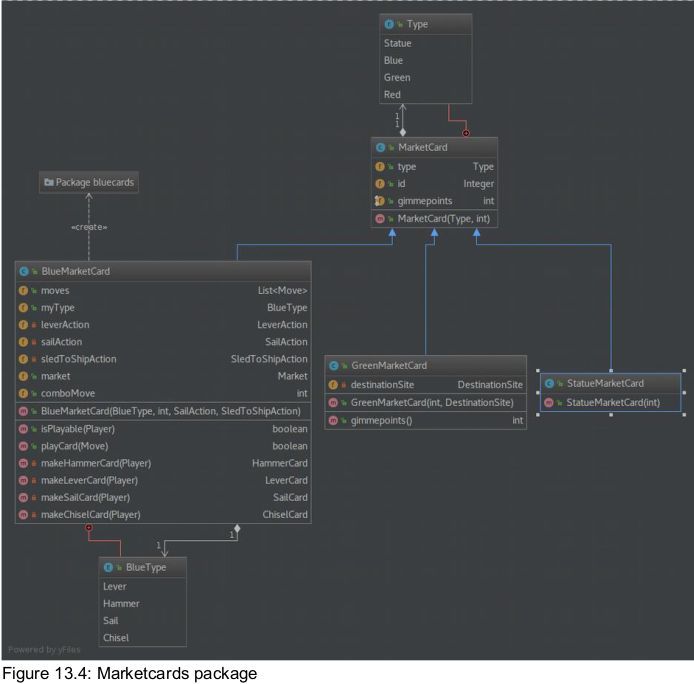 Type
Statue
Blue
Green
Red
1
1
MarketCard
type Type
id Integer
gimmepoints int
MarketCard(Type, int)
Package bluecards
«create»
BlueMarketCard
moves List<Move>
myType BlueType
leverAction LeverAction
sailAction SailAction
sledToShipAction SledToShipAction
market Market
comboMove int
BlueMarketCard(BlueType, int, SailAction, SledToShipAction)
isPlayable(Player) boolean
playCard(Move) boolean
makeHammerCard(Player) HammerCard
makeLeverCard(Player) LeverCard
makeSailCard(Player) SailCard
makeChiselCard(Player) ChiselCard
GreenMarketCard
destinationSite DestinationSite
GreenMarketCard(int, DestinationSite)
gimmepoints() int
StatueMarketCard
StatueMarketCard(int)
1
1
BlueType
Lever
Hammer
Sail
Chisel
Powered by yFiles
Figure 13.4: Marketcards package